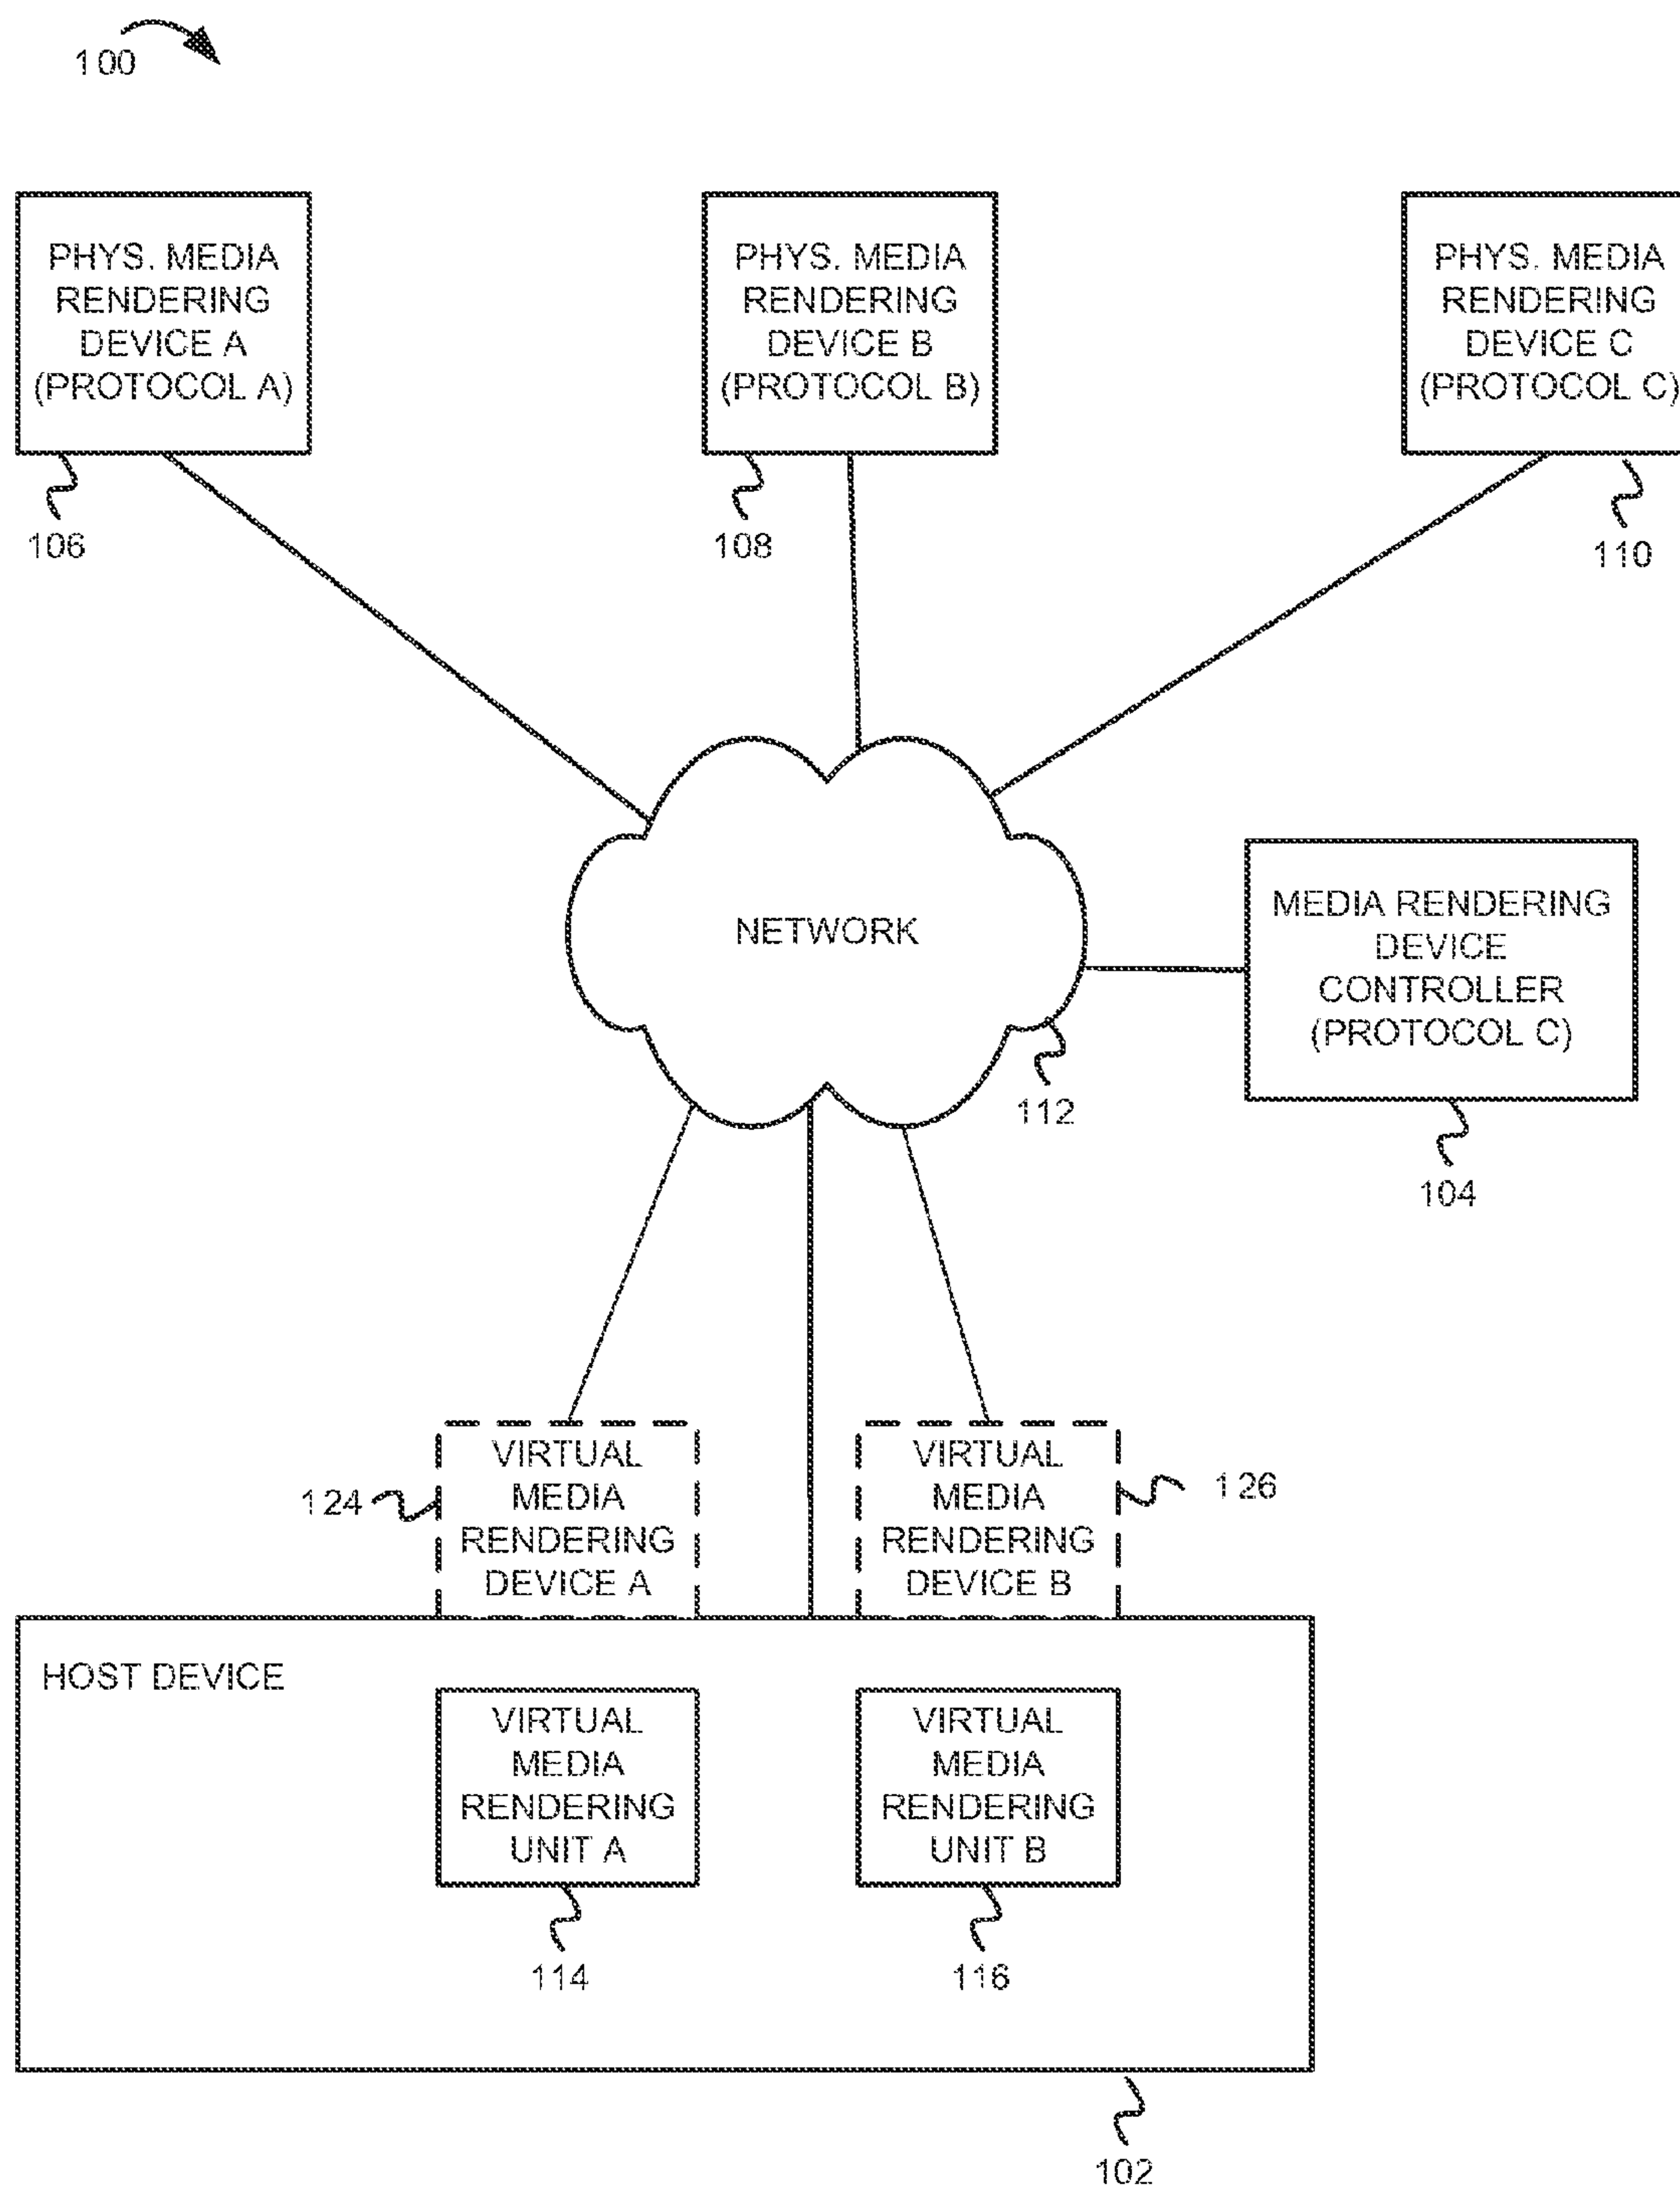 100
PHYS. MEDIA
RENDERING
DEVICE A
(PROTOCOL A)
106
PHYS. MEDIA
RENDERING
DEVICE B
(PROTOCOL B)
108
PHYS. MEDIA
RENDERING
DEVICE C
(PROTOCOL C)
110
NETWORK
112
MEDIA RENDERING
DEVICE
CONTROLLER
(PROTOCOL C)
104
124
VIRTUAL
MEDIA
RENDERING
DEVICE A
VIRTUAL
MEDIA
RENDERING
DEVICE B
126
HOST DEVICE
VIRTUAL
MEDIA
RENDERING
UNIT A
114
VIRTUAL
MEDIA
RENDERING
UNIT B
116
102